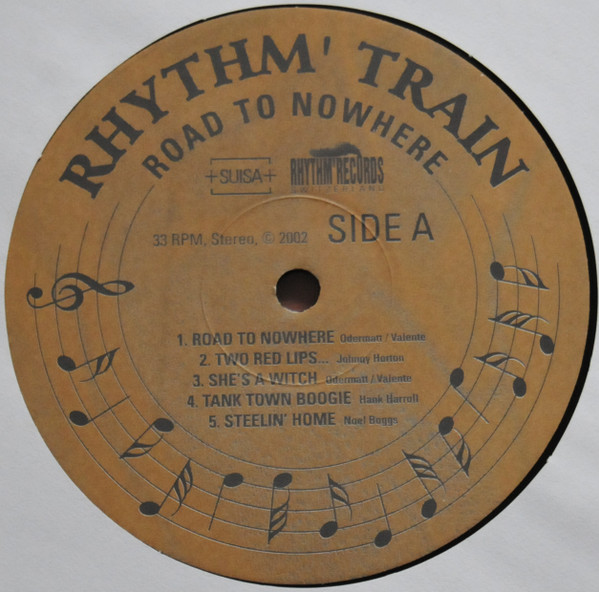 RHYTHM' TRAIN
ROAD TO NOWHERE
+SUISA+
RHYTHM'RECORDS
SWITZERLAND
33 RPM, Stereo, © 2002
SIDE A
1. ROAD TO NOWHERE Odermatt / Valente
2. TWO RED LIPS... Johnny Horton
3. SHE'S A WITCH Odermatt / Valente
4. TANK TOWN BOOGIE Hank Harrell
5. STEELIN' HOME Noel Boggs